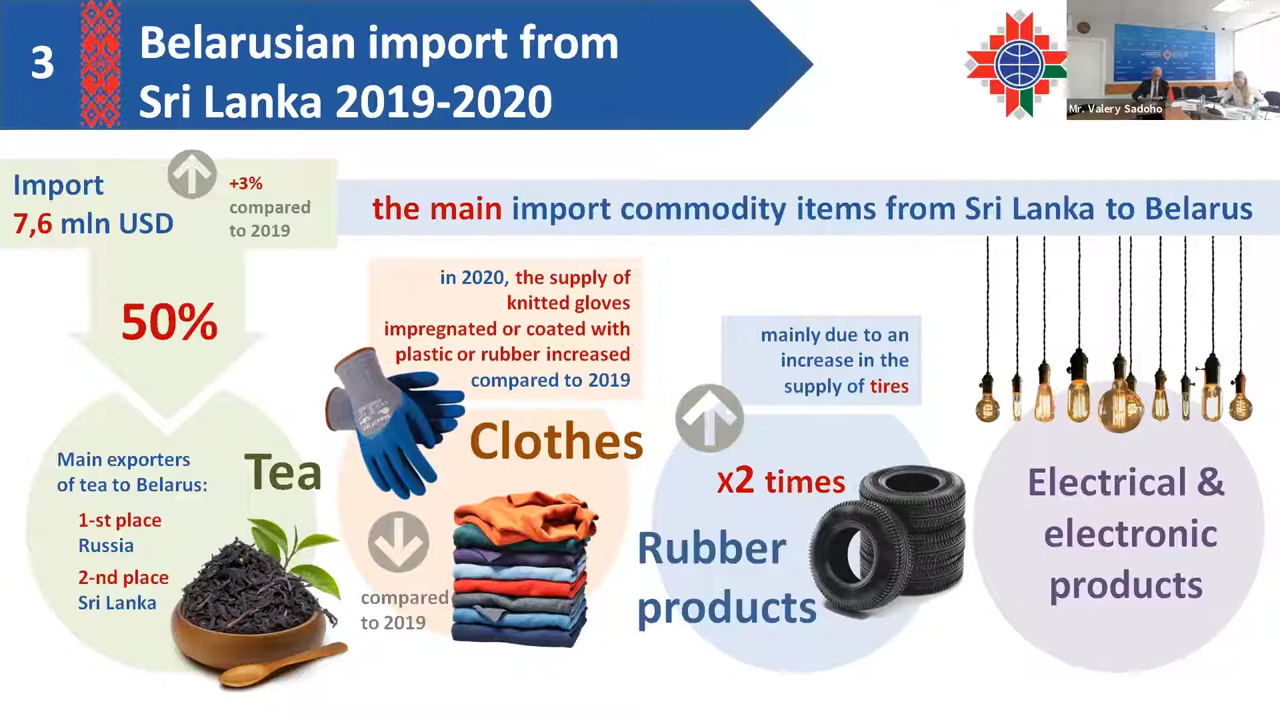 3
Belarusian import from
Sri Lanka 2019-2020
Mr. Valery Sadoho
Import
7,6 mln USD
+3%
compared
to 2019
the main import commodity items from Sri Lanka to Belarus
50%
Main exporters
of tea to Belarus:
1-st place
Russia
2-nd place
Sri Lanka
Tea
in 2020, the supply of
knitted gloves
impregnated or coated with
plastic or rubber increased
compared to 2019
Clothes
compared
to 2019
mainly due to an
increase in the
supply of tires
X2 times
Rubber
products
Electrical &
electronic
products